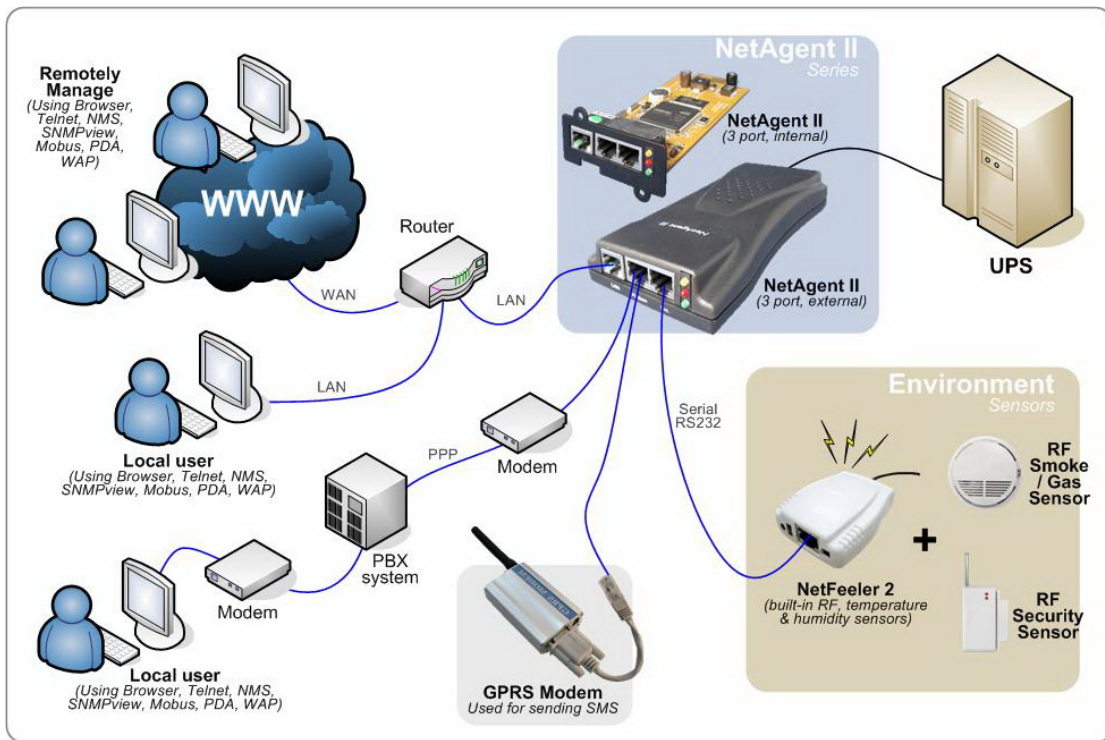 Remotely
Manage
(Using Browser,
Telnet, NMS,
SNMPview,
Mobus, PDA,
WAP)
WWW
Router
WAN
LAN
LAN
Local user
(Using Browser, Telnet, NMS,
SNMPview, Mobus, PDA, WAP)
NetAgent II
Series
NetAgent II
(3 port, internal)
NetAgent II
NetAgent II
(3 port, external)
UPS
Modem
PPP
PBX
system
Modem
Local user
(Using Browser, Telnet, NMS,
SNMPview, Mobus, PDA, WAP)
GPRS Modem
Used for sending SMS
Serial
RS232
Environment
Sensors
NetFeeler 2
(built-in RF, temperature
& humidity sensors)
+
RF
Smoke
/ Gas
Sensor
RF
Security
Sensor